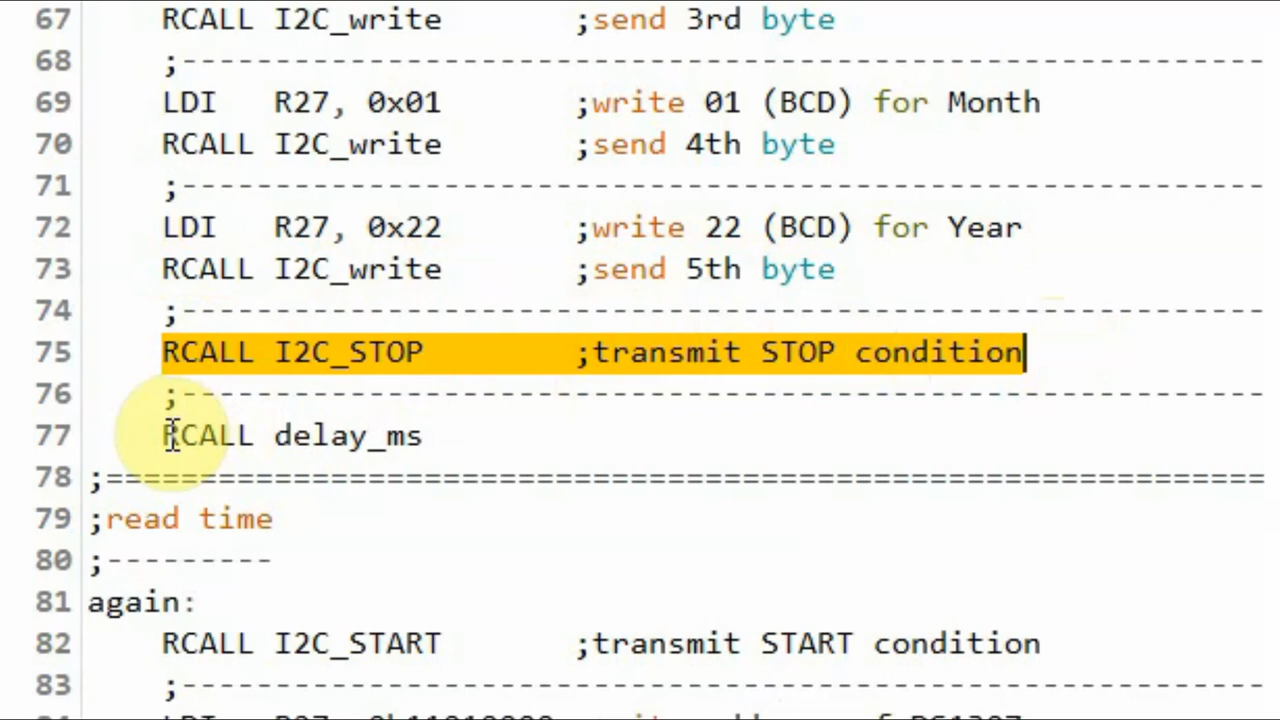 67 RCALL I2C_write ;send 3rd byte
68 ;----------------------------------------------------------
69 LDI R27, 0x01 ;write 01 (BCD) for Month
70 RCALL I2C_write ;send 4th byte
71 ;----------------------------------------------------------
72 LDI R27, 0x22 ;write 22 (BCD) for Year
73 RCALL I2C_write ;send 5th byte
74 ;----------------------------------------------------------
75 RCALL I2C_STOP ;transmit STOP condition
76 ;----------------------------------------------------------
77 RCALL delay_ms
78 ;==============================================================
79 ;read time
80 ;---------
81 again:
82 RCALL I2C_START ;transmit START condition
83 ;----------------------------------------------------------